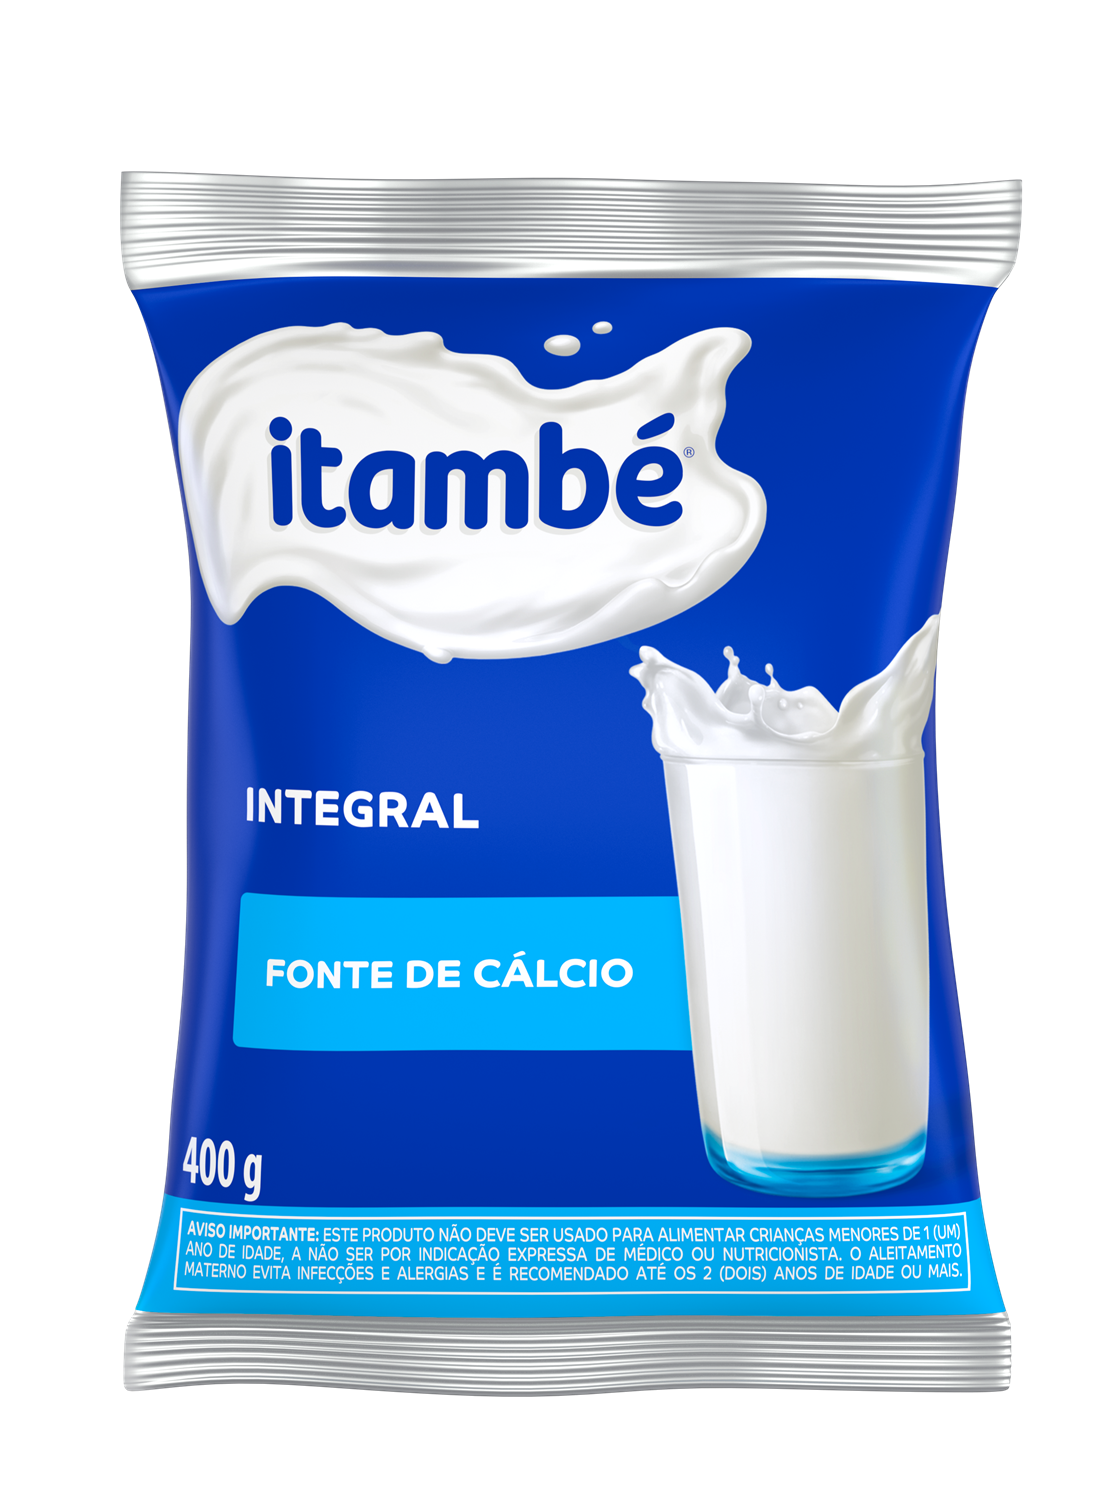 itambé®
INTEGRAL
FONTE DE CÁLCIO
400 g
AVISO IMPORTANTE: ESTE PRODUTO NÃO DEVE SER USADO PARA ALIMENTAR CRIANÇAS MENORES DE 1 (UM)
ANO DE IDADE, A NÃO SER POR INDICAÇÃO EXPRESSA DE MÉDICO OU NUTRICIONISTA. O ALEITAMENTO
MATERNO EVITA INFECÇÕES E ALERGIAS E É RECOMENDADO ATÉ OS 2 (DOIS) ANOS DE IDADE OU MAIS.